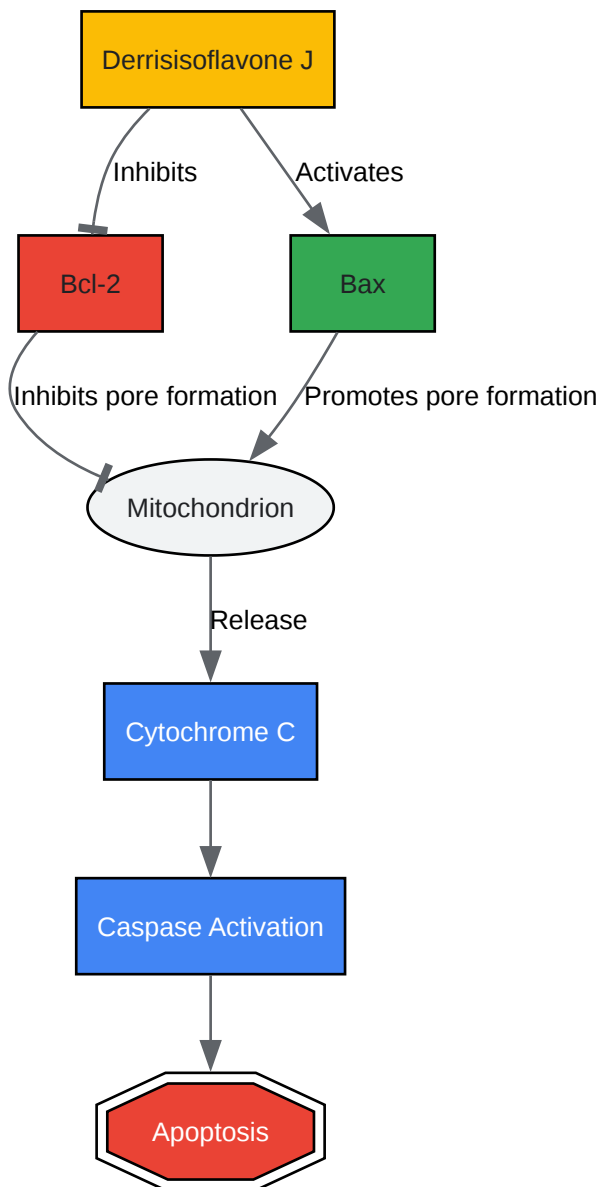 Derrisisoflavone J
Inhibits
Activates
Bcl-2
Bax
Inhibits pore formation
Promotes pore formation
Mitochondrion
Release
Cytochrome C
Caspase Activation
Apoptosis